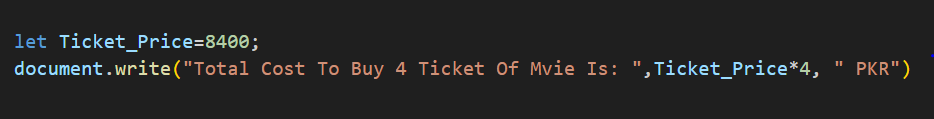 let Ticket_Price=8400;
document.write("Total Cost To Buy 4 Ticket Of Mvie Is: ",Ticket_Price*4, " PKR")